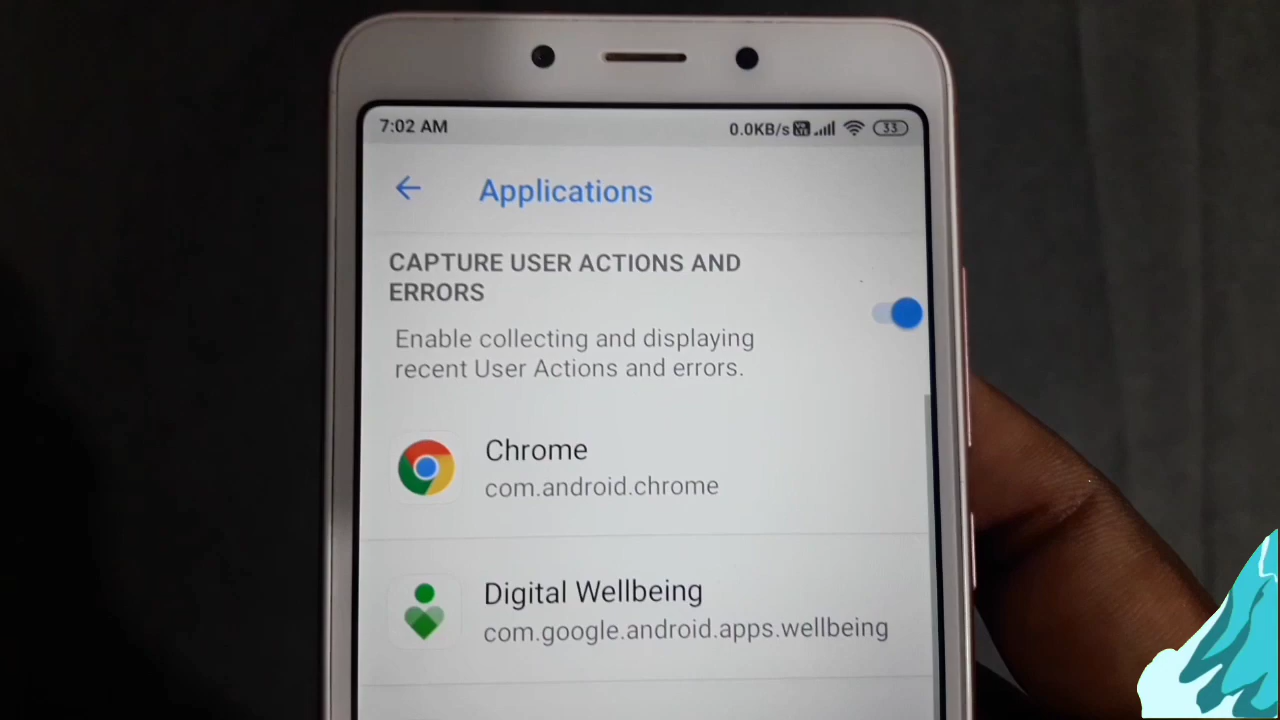 7:02 AM
0.0KB/s 33
Applications
CAPTURE USER ACTIONS AND
ERRORS
Enable collecting and displaying
recent User Actions and errors.
Chrome
com.android.chrome
Digital Wellbeing
com.google.android.apps.wellbeing